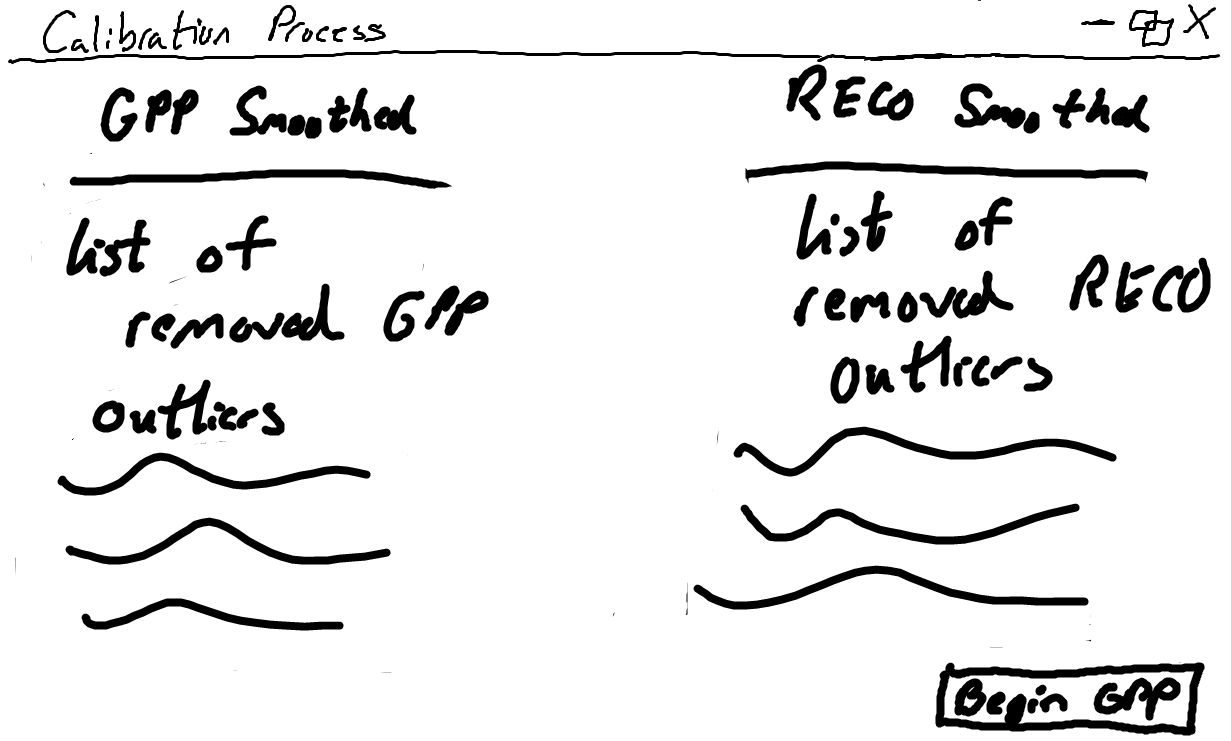 Calibration Process
GPP Smoothed
List of
removed GPP
outliers
RECO Smoothed
List of
removed RECO
outliers
Begin GPP